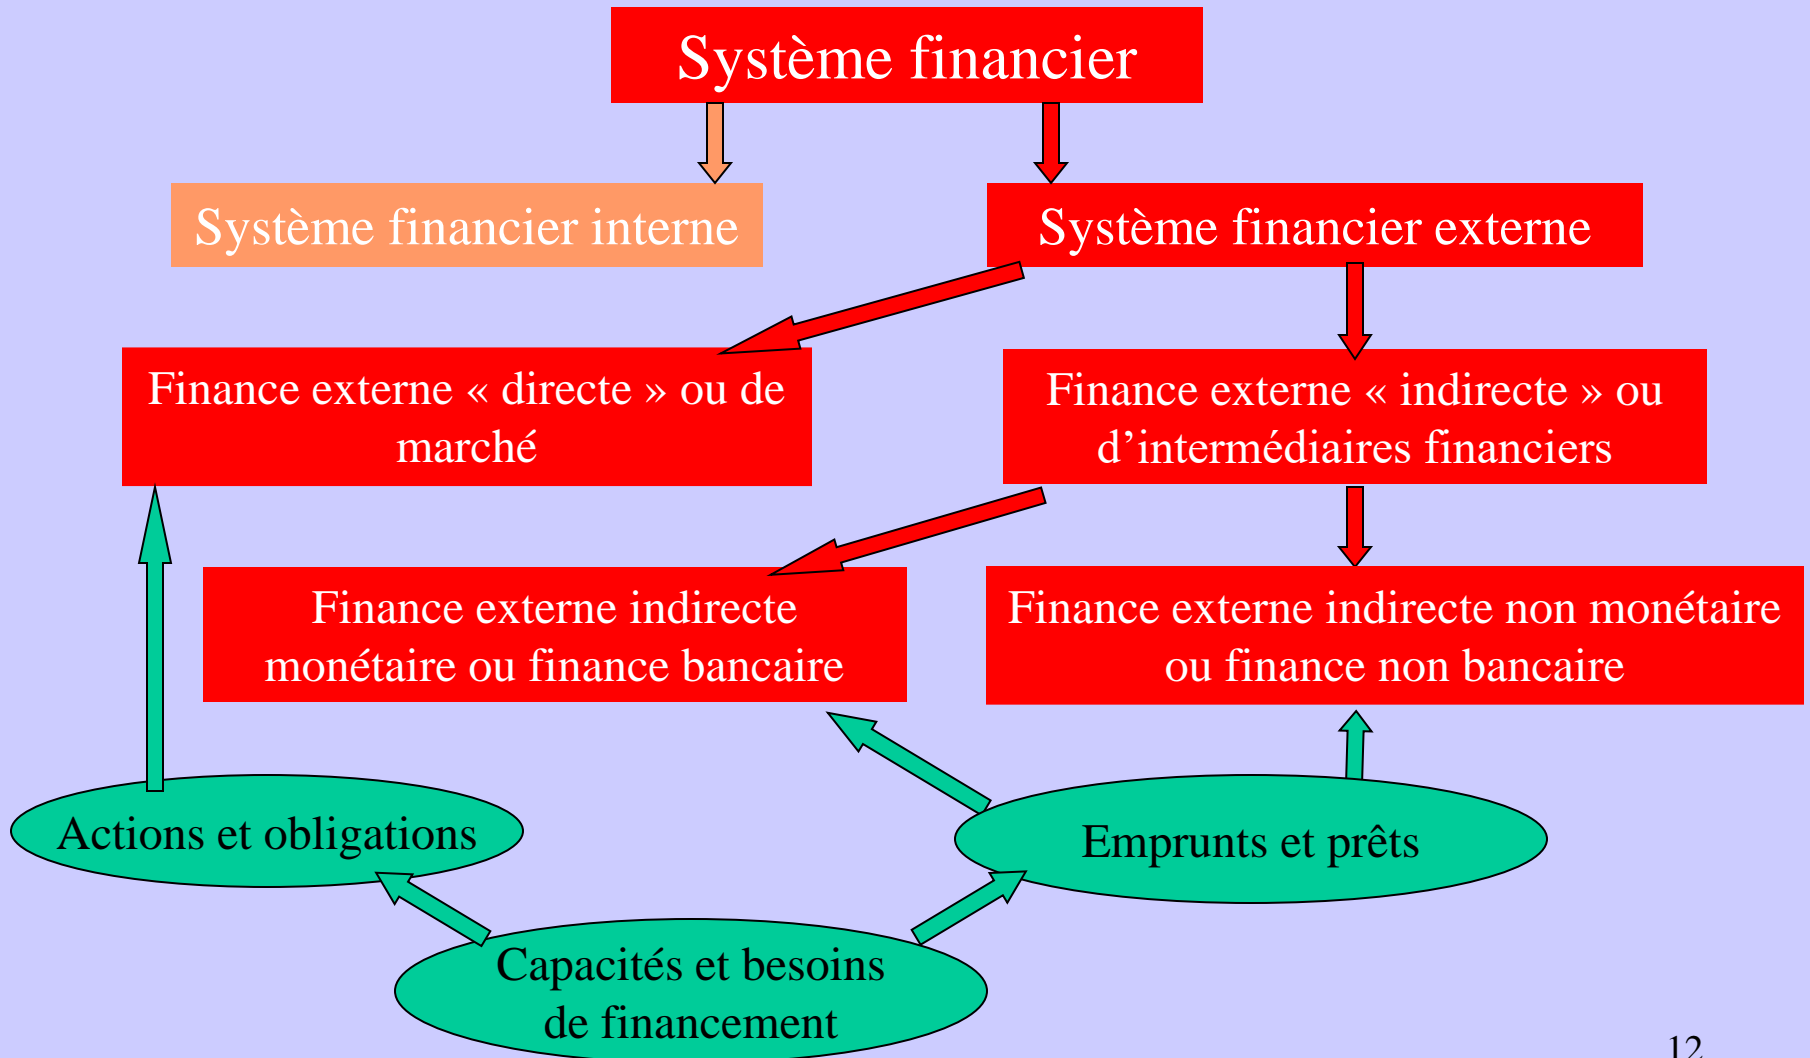 Système financier
Système financier interne
Système financier externe
Finance externe « directe » ou de
marché
Finance externe « indirecte » ou
d’intermédiaires financiers
Finance externe indirecte
monétaire ou finance bancaire
Finance externe indirecte non monétaire
ou finance non bancaire
Actions et obligations
Emprunts et prêts
Capacités et besoins
de financement
12